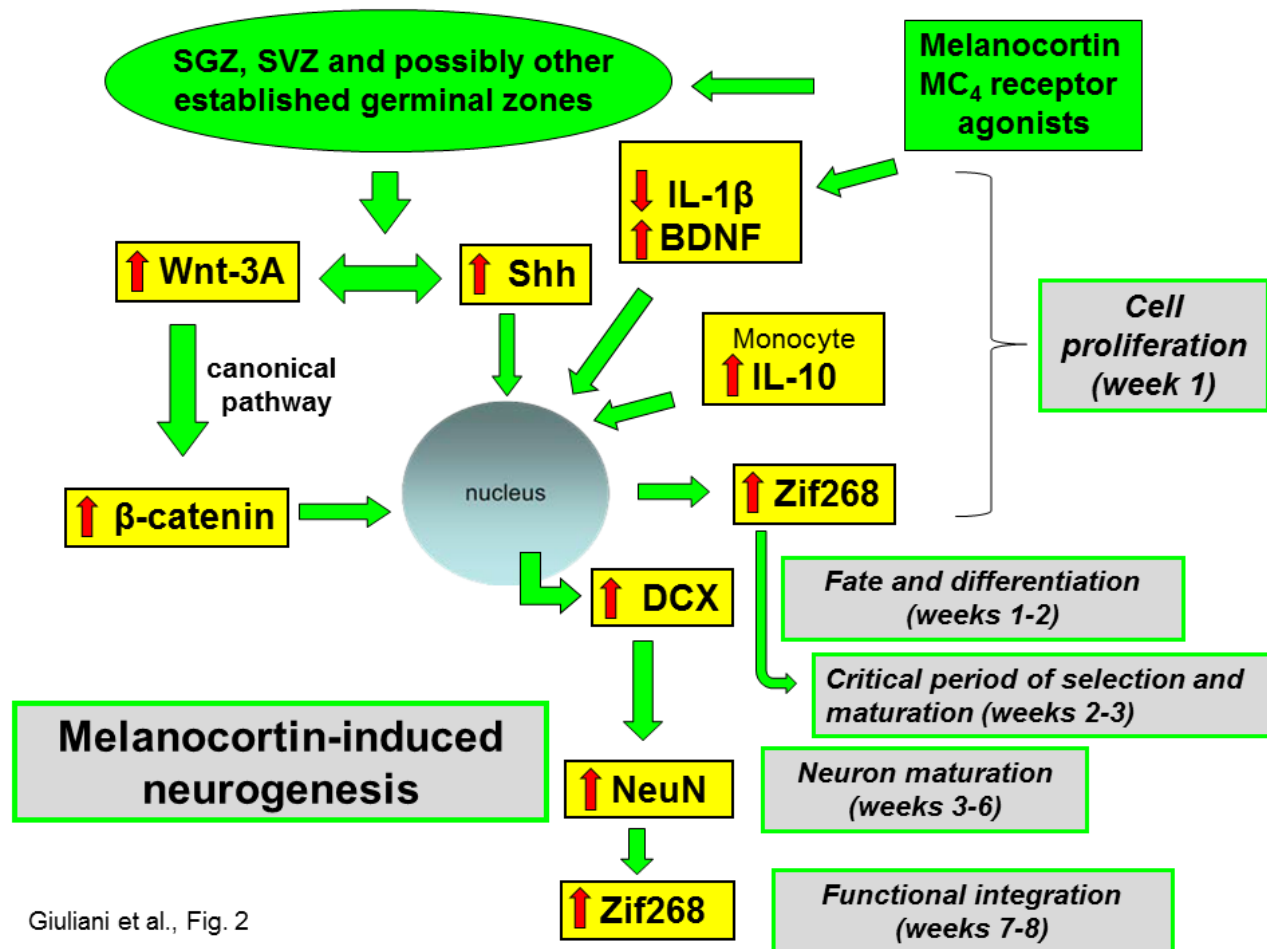 SGZ, SVZ and possibly other
established germinal zones
Melanocortin
MC₄ receptor
agonists
IL-1β
BDNF
Wnt-3A
Shh
Cell
proliferation
(week 1)
Monocyte
IL-10
canonical
pathway
nucleus
Zif268
β-catenin
Fate and differentiation
(weeks 1-2)
DCX
Critical period of selection and
maturation (weeks 2-3)
Melanocortin-induced
neurogenesis
NeuN
Neuron maturation
(weeks 3-6)
Zif268
Functional integration
(weeks 7-8)
Giuliani et al., Fig. 2